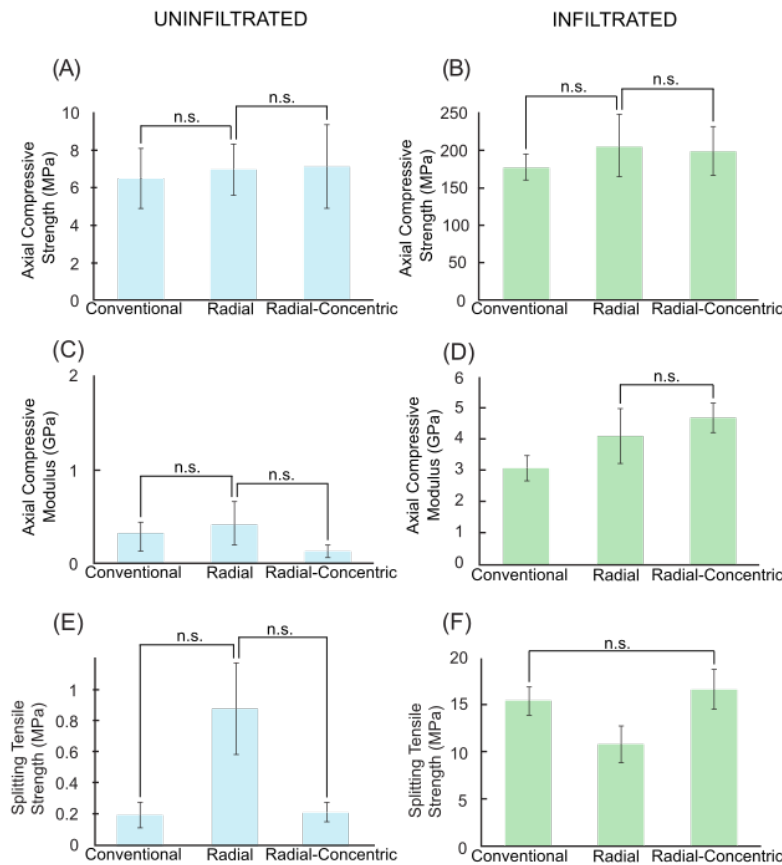 UNINFILTRATED
INFILTRATED
(A)
n.s.
n.s.
Axial Compressive
Strength (MPa)
10
8
6
4
2
0
Conventional
Radial
Radial-Concentric
(B)
n.s.
n.s.
Axial Compressive
Strength (MPa)
250
200
150
100
50
0
Conventional
Radial
Radial-Concentric
(C)
n.s.
n.s.
Axial Compressive
Modulus (GPa)
2
1
0
Conventional
Radial
Radial-Concentric
(D)
n.s.
Axial Compressive
Modulus (GPa)
6
5
4
3
2
1
0
Conventional
Radial
Radial-Concentric
(E)
n.s.
n.s.
Splitting Tensile
Strength (MPa)
1
0.8
0.6
0.4
0.2
0
Conventional
Radial
Radial-Concentric
(F)
n.s.
Splitting Tensile
Strength (MPa)
20
15
10
5
0
Conventional
Radial
Radial-Concentric